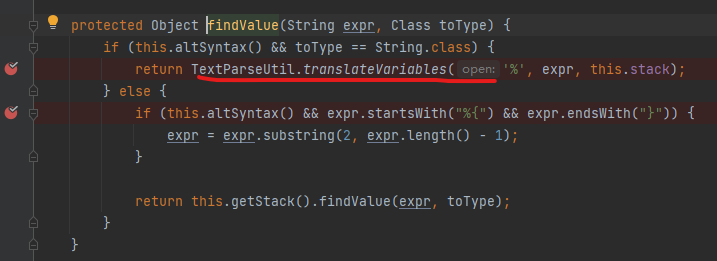 protected Object findValue(String expr, Class toType) {
if (this.altSyntax() && toType == String.class) {
return TextParseUtil.translateVariables( open: '%', expr, this.stack);
} else {
if (this.altSyntax() && expr.startsWith("%{") && expr.endsWith("}")) {
expr = expr.substring(2, expr.length() - 1);
}
return this.getStack().findValue(expr, toType);
}
}